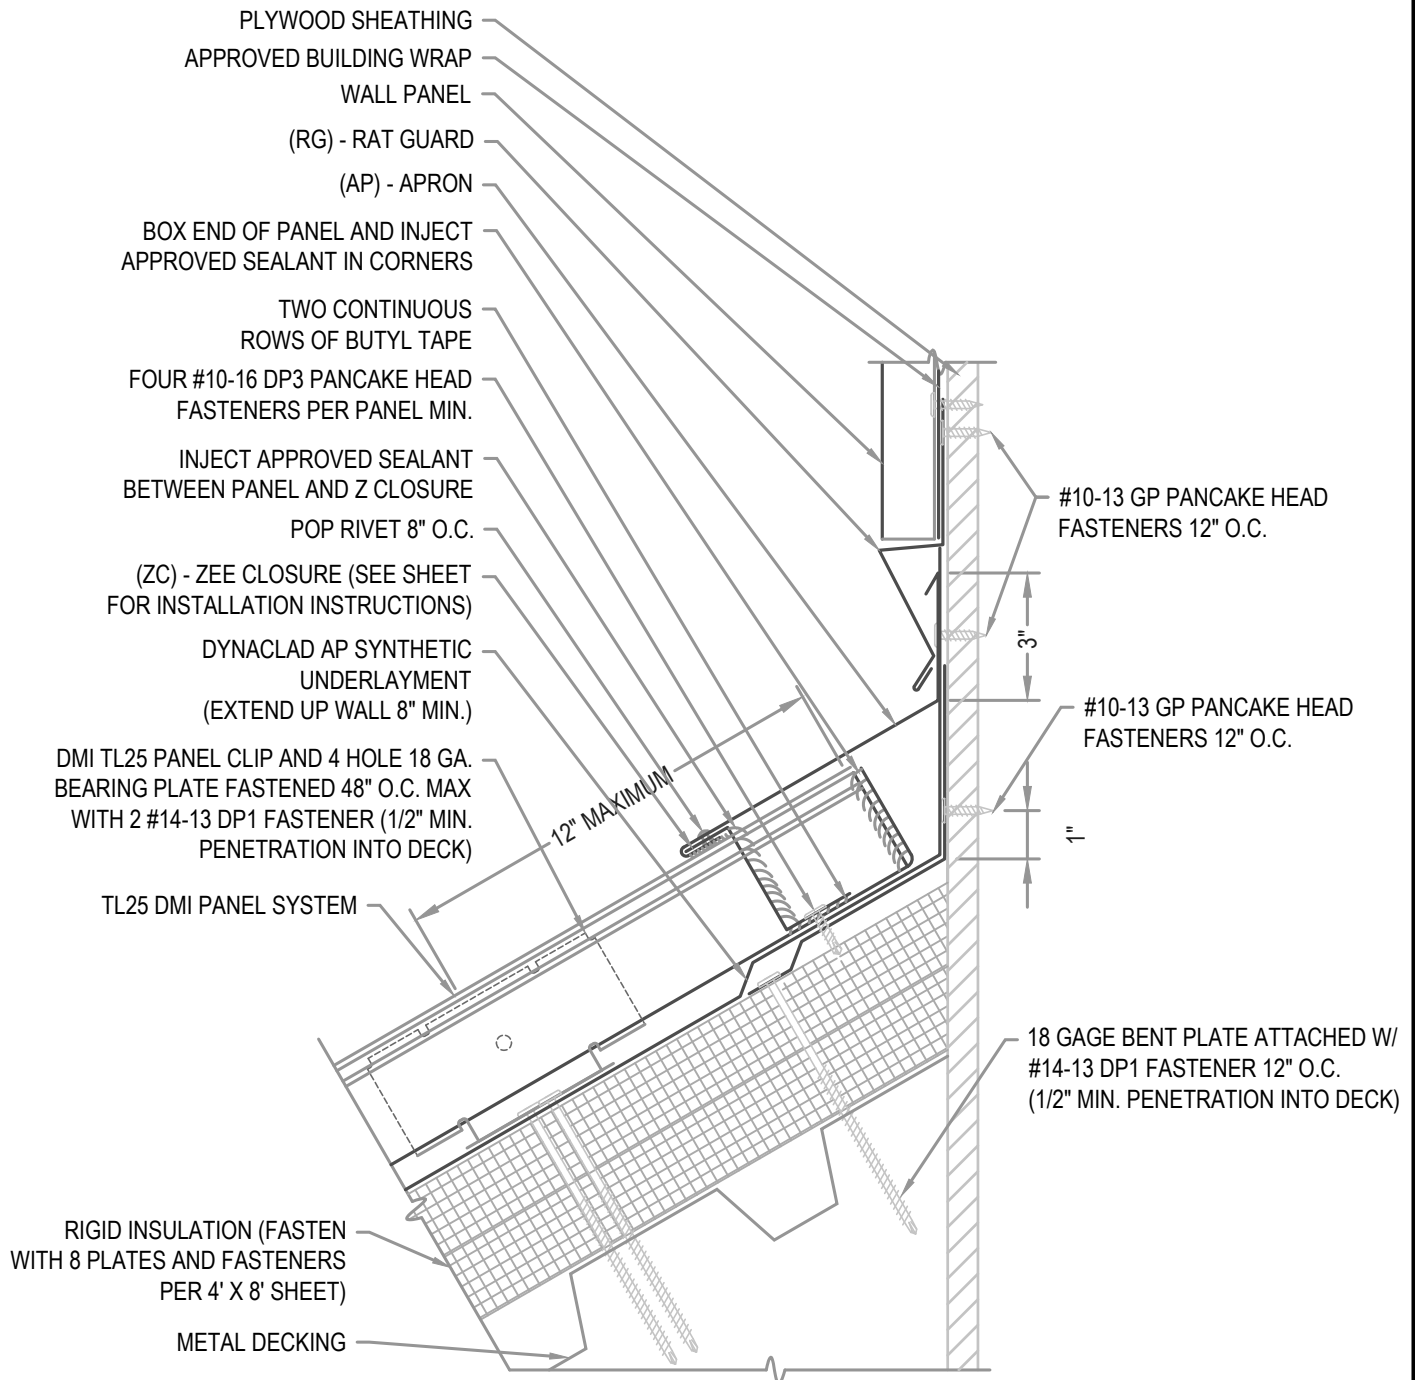 PLYWOOD SHEATHING
APPROVED BUILDING WRAP
WALL PANEL
(RG) - RAT GUARD
(AP) - APRON
BOX END OF PANEL AND INJECT
APPROVED SEALANT IN CORNERS
TWO CONTINUOUS
ROWS OF BUTYL TAPE
FOUR #10-16 DP3 PANCAKE HEAD
FASTENERS PER PANEL MIN.
INJECT APPROVED SEALANT
BETWEEN PANEL AND Z CLOSURE
POP RIVET 8" O.C.
(ZC) - ZEE CLOSURE (SEE SHEET
FOR INSTALLATION INSTRUCTIONS)
DYNACLAD AP SYNTHETIC
UNDERLAYMENT
(EXTEND UP WALL 8" MIN.)
DMI TL25 PANEL CLIP AND 4 HOLE 18 GA.
BEARING PLATE FASTENED 48" O.C. MAX
WITH 2 #14-13 DP1 FASTENER (1/2" MIN.
PENETRATION INTO DECK)
TL25 DMI PANEL SYSTEM
RIGID INSULATION (FASTEN
WITH 8 PLATES AND FASTENERS
PER 4' X 8' SHEET)
METAL DECKING
12" MAXIMUM
#10-13 GP PANCAKE HEAD
FASTENERS 12" O.C.
3"
#10-13 GP PANCAKE HEAD
FASTENERS 12" O.C.
1"
18 GAGE BENT PLATE ATTACHED W/
#14-13 DP1 FASTENER 12" O.C.
(1/2" MIN. PENETRATION INTO DECK)